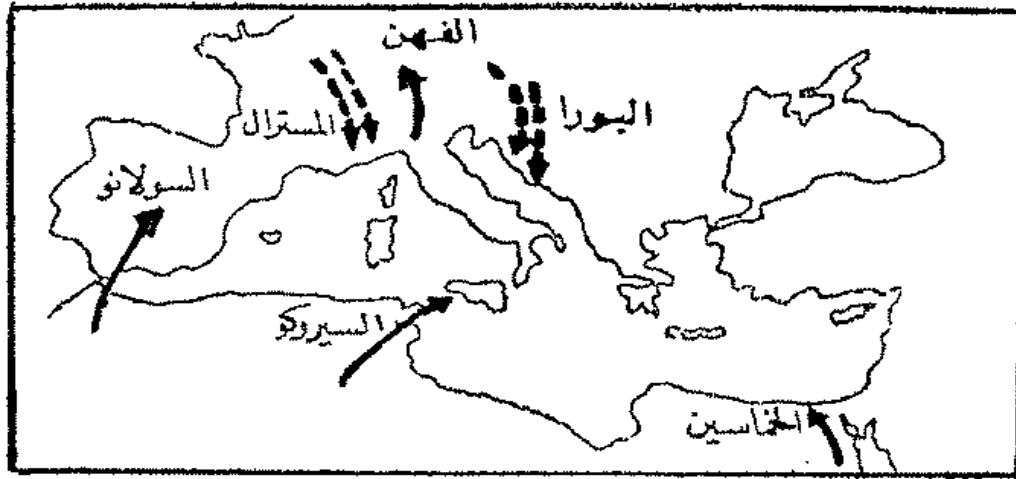 الفهن
المسترال
البورا
السولانو
السيروكو
الخماسين